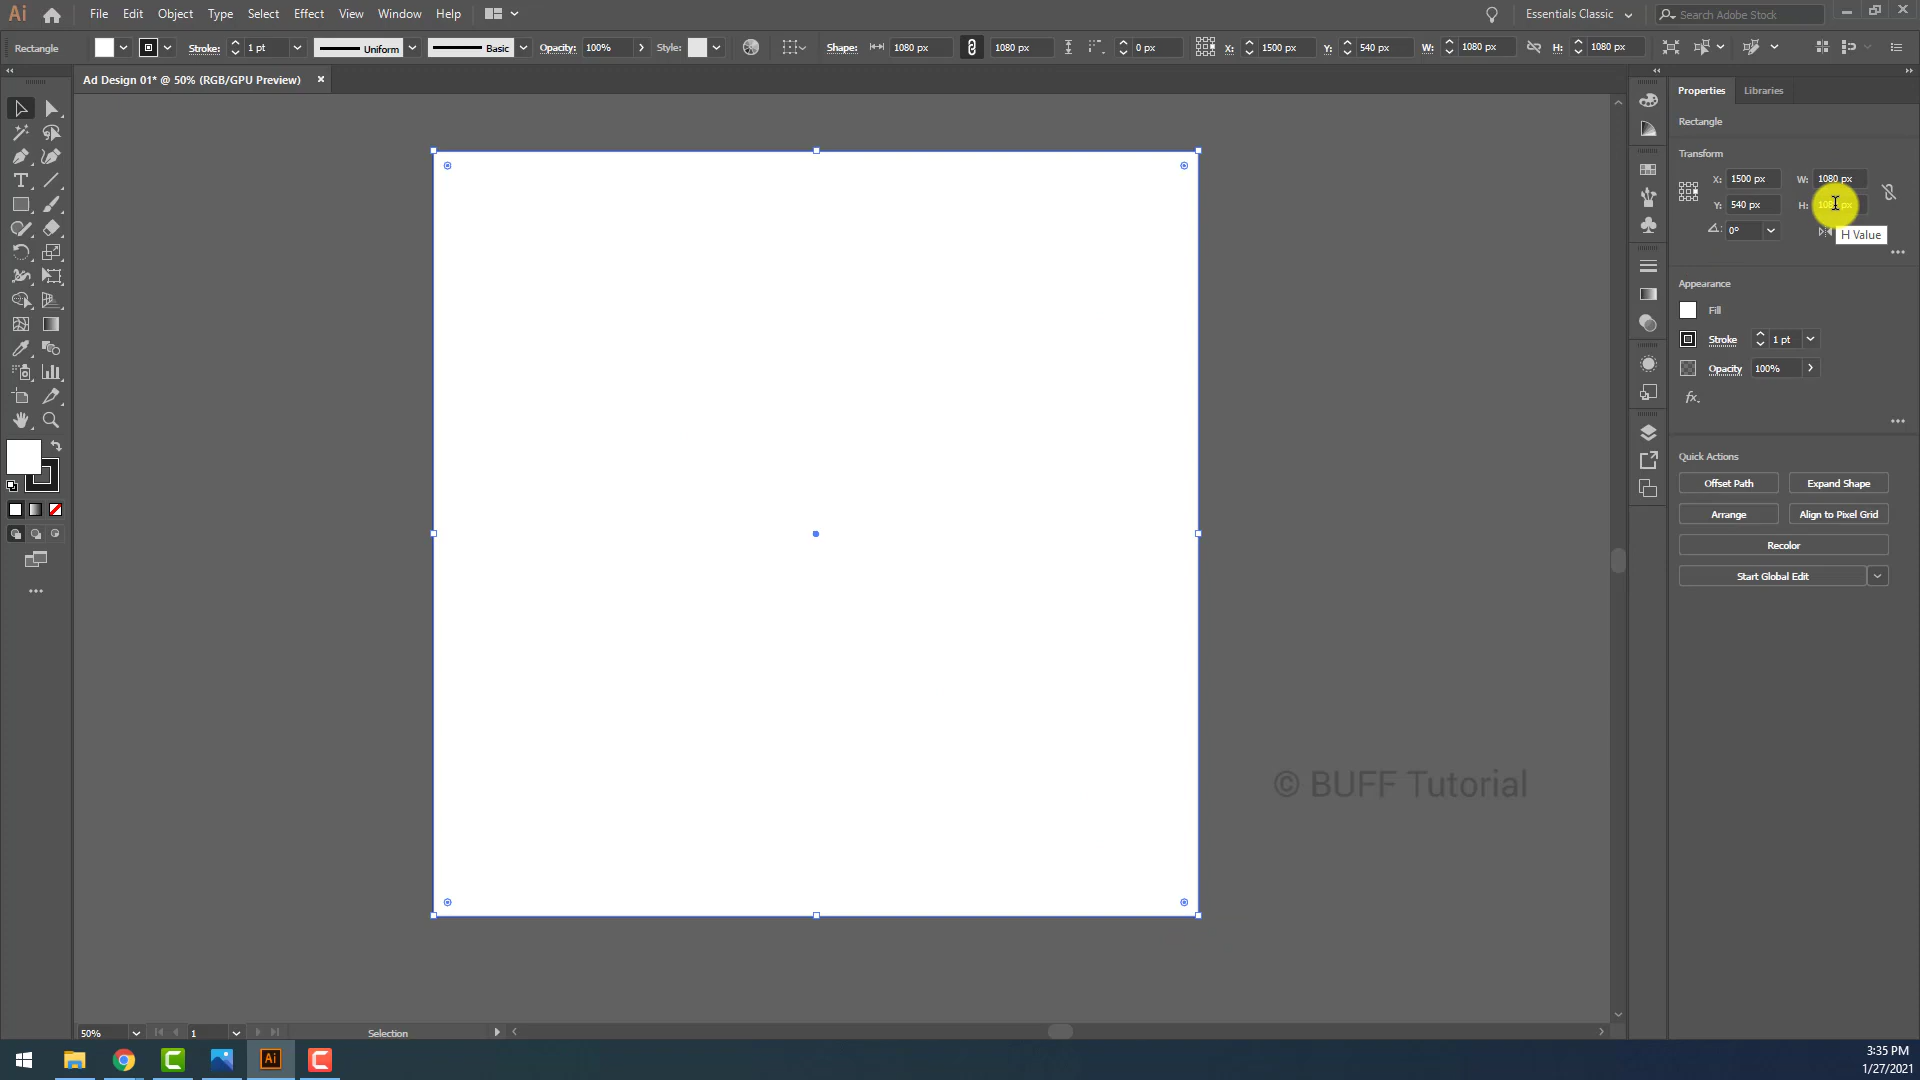 Ai File Edit Object Type Select Effect View Window Help Essentials Classic Search Adobe Stock
Rectangle Stroke: 1 pt Uniform Basic Opacity: 100% Style: Shape: 1080 px 1080 px 0 px X: 1500 px Y: 540 px W: 1080 px H: 1080 px
Ad Design 01* @ 50% (RGB/GPU Preview)
Properties Libraries
Rectangle
Transform
X: 1500 px W: 1080 px
Y: 540 px H: 1080 px
0°
H Value
Appearance
Fill
Stroke 1 pt
Opacity 100%
fx.
Quick Actions
Offset Path Expand Shape
Arrange Align to Pixel Grid
Recolor
Start Global Edit
© BUFF Tutorial
50% 1 Selection
Ai
3:35 PM
1/27/2021